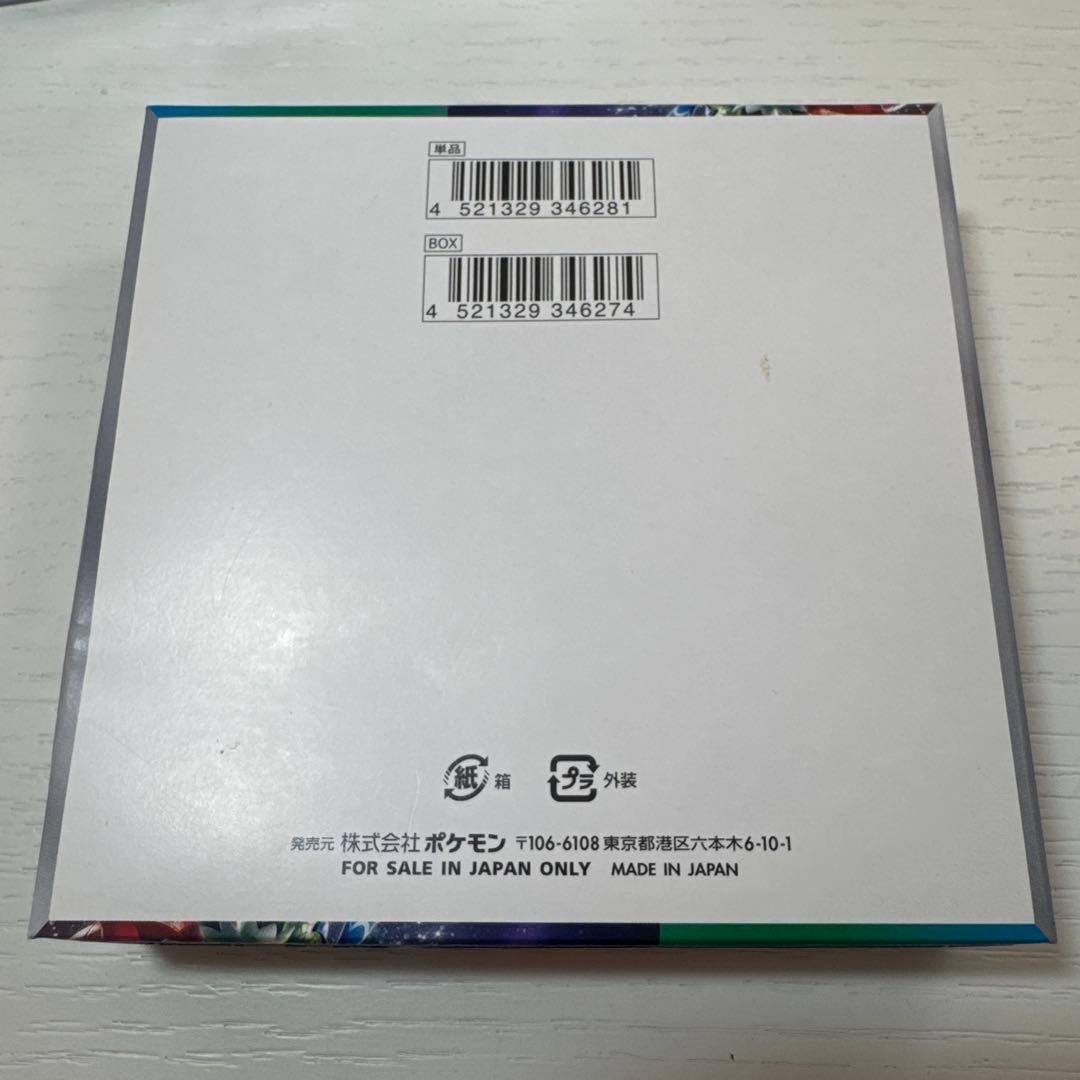 単品
4 521329 346281
BOX
4 521329 346274
紙 箱 プラ 外装
発売元 株式会社 ポケモン 〒106-6108 東京都港区六本木6-10-1
FOR SALE IN JAPAN ONLY MADE IN JAPAN